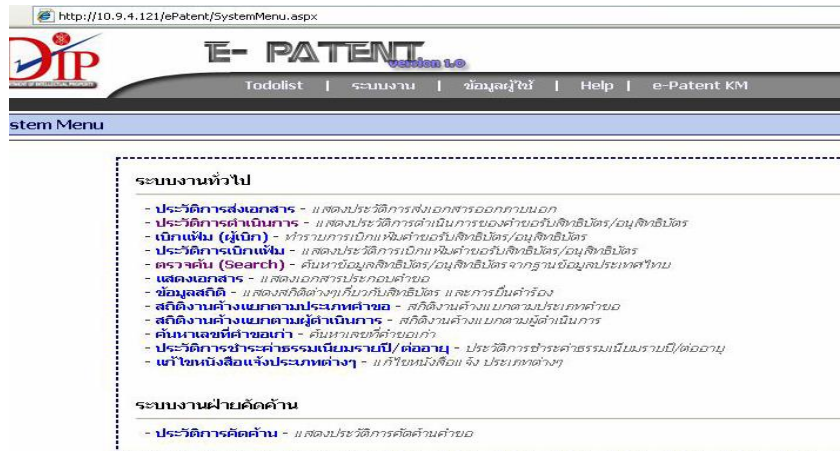 http://10.9.4.121/ePatent/SystemMenu.aspx
DIP
E- PATENT
version 1.0
Todolist | ระบบงาน | ข้อมูลผู้ใช้ | Help | e-Patent KM
stem Menu
ระบบงานทั่วไป
- ประวัติการส่งเอกสาร - แสดงประวัติการส่งเอกสารออกภายนอก
- ประวัติการดำเนินการ - แสดงประวัติการดำเนินการของคำขอรับสิทธิบัตร/อนุสิทธิบัตร
- เบิกแฟ้ม (ผู้เบิก) - ทำรายการเบิกแฟ้มคำขอรับสิทธิบัตร/อนุสิทธิบัตร
- ประวัติการเบิกแฟ้ม - แสดงประวัติการเบิกแฟ้มคำขอรับสิทธิบัตร/อนุสิทธิบัตร
- ตรวจค้น (Search) - ค้นหาข้อมูลสิทธิบัตร/อนุสิทธิบัตรจากฐานข้อมูลประเทศไทย
- แสดงเอกสาร - แสดงเอกสารประกอบคำขอ
- ข้อมูลสถิติ - แสดงสถิติต่างๆเกี่ยวกับสิทธิบัตร และการยื่นคำร้อง
- สถิติงานค้างแยกตามประเภทคำขอ - สถิติงานค้างแยกตามประเภทคำขอ
- สถิติงานค้างแยกตามผู้ดำเนินการ - สถิติงานค้างแยกตามผู้ดำเนินการ
- ค้นหาเลขที่คำขอเก่า - ค้นหาเลขที่คำขอเก่า
- ประวัติการชำระค่าธรรมเนียมรายปี/ต่ออายุ - ประวัติการชำระค่าธรรมเนียมรายปี/ต่ออายุ
- แก้ไขหนังสือแจ้งประเภทต่างๆ - แก้ไขหนังสือแจ้ง ประเภทต่างๆ
ระบบงานฝ่ายคัดค้าน
- ประวัติการคัดค้าน - แสดงประวัติการคัดค้านคำขอ